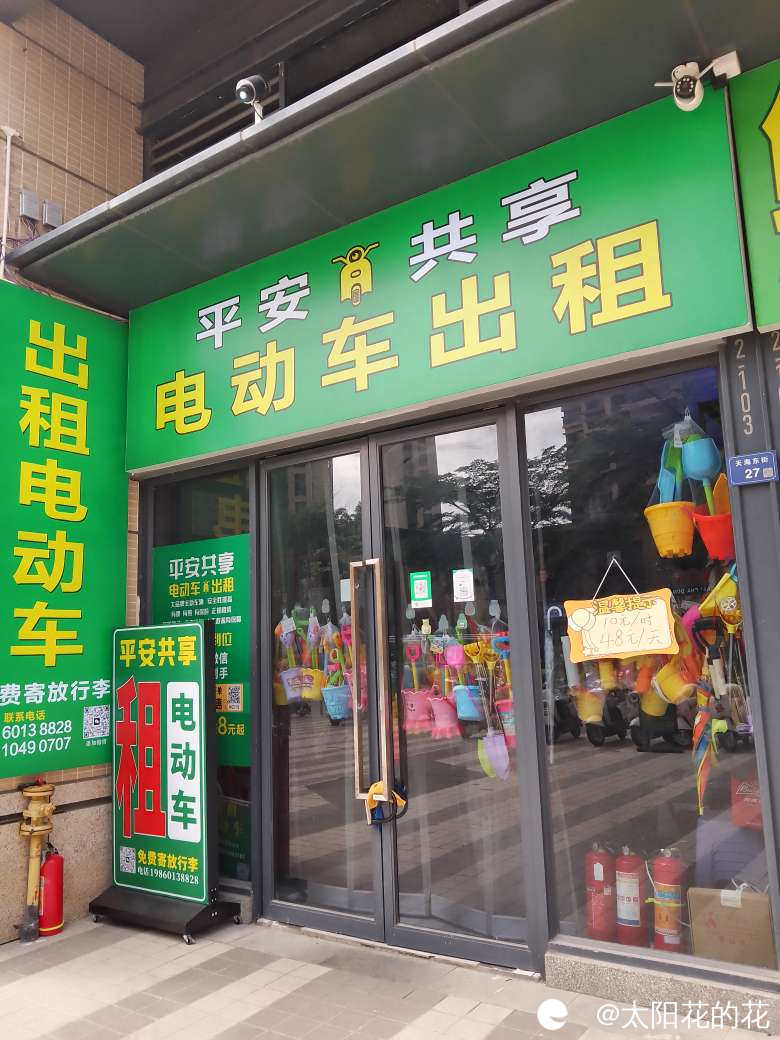 平安 共享
电动车出租
出租电动车
免费寄放行李
联系电话
6013 8828
1049 0707
平安共享
电动车 出租
8元起
平安共享
租
电动车
免费寄放行李
电话19860138828
温馨提示
10元/时
48元/天
2-103
天海东街
27
@太阳花的花